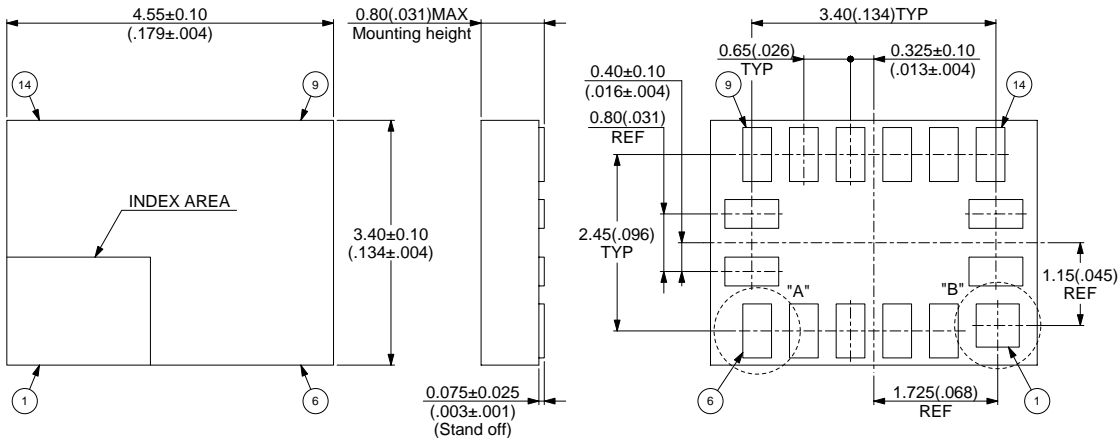 4.55±0.10
(.179±.004)
0.80(.031)MAX
Mounting height
3.40(.134)TYP
0.65(.026)
TYP
0.325±0.10
(.013±.004)
0.40±0.10
(.016±.004)
0.80(.031)
REF
14
9
9
14
INDEX AREA
3.40±0.10
(.134±.004)
2.45(.096)
TYP
1.15(.045)
REF
"A"
"B"
1
6
0.075±0.025
(.003±.001)
(Stand off)
6
1.725(.068)
REF
1